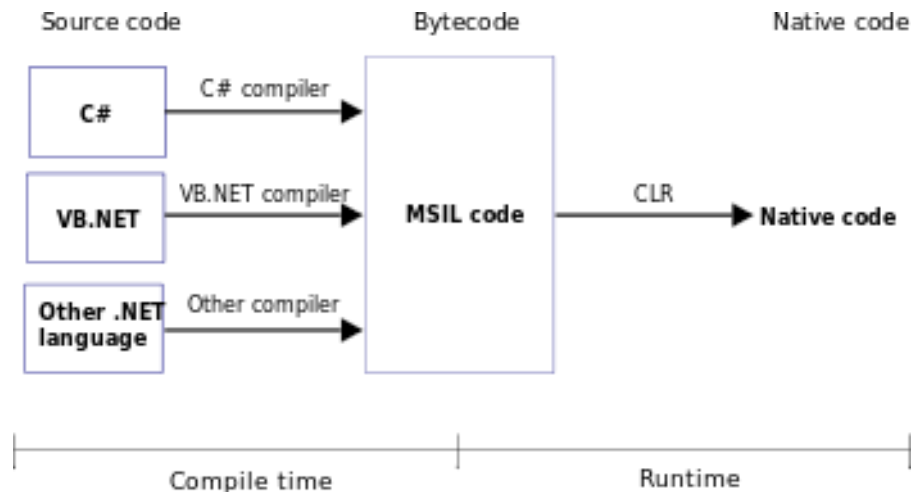 Source code
Bytecode
Native code
C#
C# compiler
VB.NET
VB.NET compiler
MSIL code
CLR
Native code
Other .NET
language
Other compiler
Compile time
Runtime